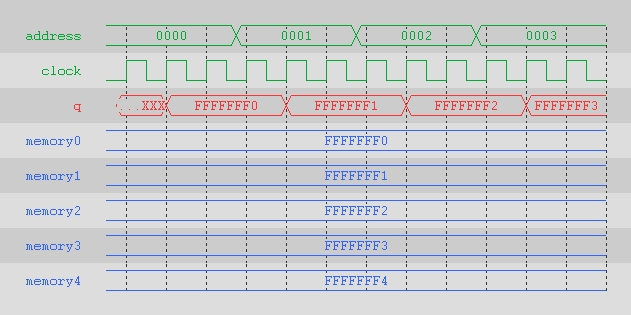 address 0000 0001 0002 0003
clock
q ...XXX FFFFFFF0 FFFFFFF1 FFFFFFF2 FFFFFFF3
memory0 FFFFFFF0
memory1 FFFFFFF1
memory2 FFFFFFF2
memory3 FFFFFFF3
memory4 FFFFFFF4